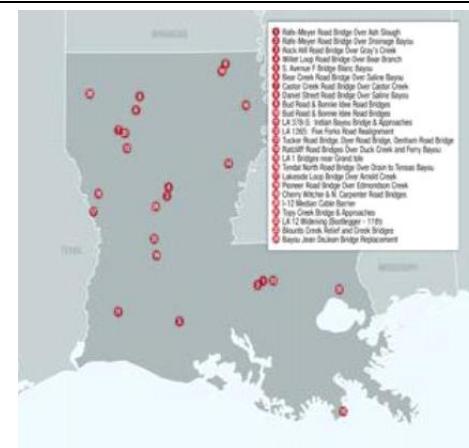 ARKANSAS
Rafe-Meyer Road Bridge Over Ash Slough
Rafe-Meyer Road Bridge Over Drainage Bayou
Rock Hill Road Bridge Over Gray's Creek
Willet Loop Road Bridge Over Bear Branch
S. Avenue F Bridge Blanc Bayou
Bear Creek Road Bridge Over Saline Bayou
Castor Creek Road Bridge Over Castor Creek
Daniel Street Road Bridge Over Saline Bayou
Bud Road & Bonnie Idee Road Bridges
Bud Road & Bonnie Idee Road Bridges
LA 378-S. Indian Bayou Bridge & Approaches
LA 1265: Five Forks Road Realignment
Tucker Road Bridge, Dyer Road Bridge, Denham Road Bridge
Ratcliff Road Bridges Over Duck Creek and Ferry Bayou
LA 1 Bridges near Grand Isle
Tendal North Road Bridge Over Drain to Tensas Bayou
Lakeside Loop Bridge Over Arnold Creek
Pioneer Road Bridge Over Edmondson Creek
Cherry Witcher & N. Carpenter Road Bridges
I-12 Median Cable Barrier
Topy Creek Bridge & Approaches
LA 12 Widening
Blounts Creek Relief and Creek Bridges
Bayou Jean Bridge Replacement
TEXAS
MISSISSIPPI